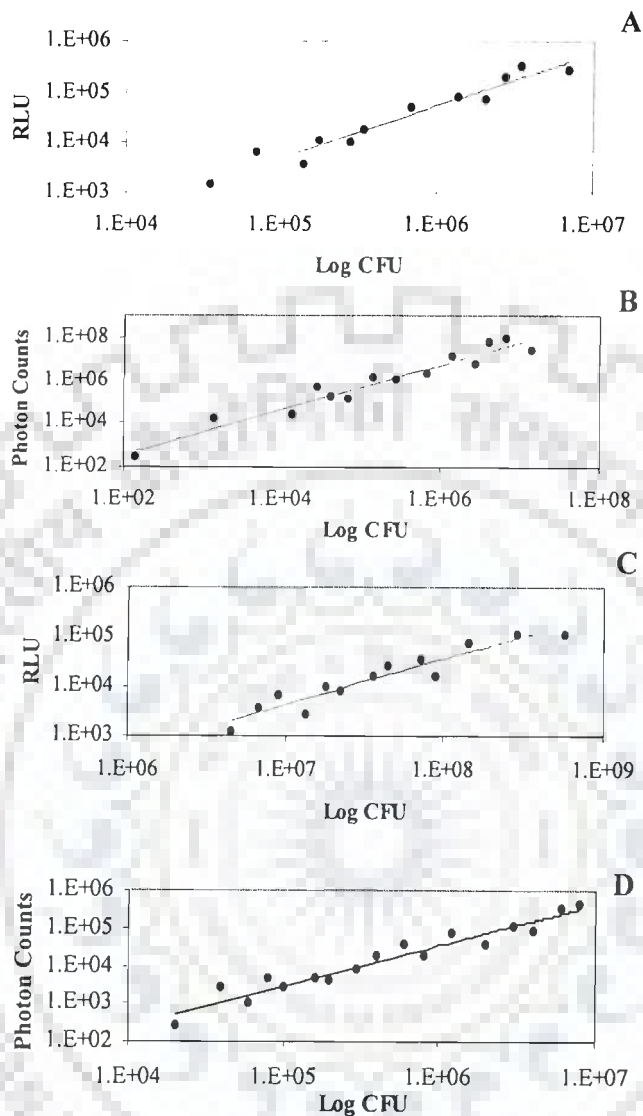 A
RLU
1.E+06
1.E+05
1.E+04
1.E+03
1.E+04 1.E+05 1.E+06 1.E+07
Log CFU
B
Photon Counts
1.E+08
1.E+06
1.E+04
1.E+02
1.E+02 1.E+04 1.E+06 1.E+08
Log CFU
C
RLU
1.E+06
1.E+05
1.E+04
1.E+03
1.E+06 1.E+07 1.E+08 1.E+09
Log CFU
D
Photon Counts
1.E+06
1.E+05
1.E+04
1.E+03
1.E+02
1.E+04 1.E+05 1.E+06 1.E+07
Log CFU